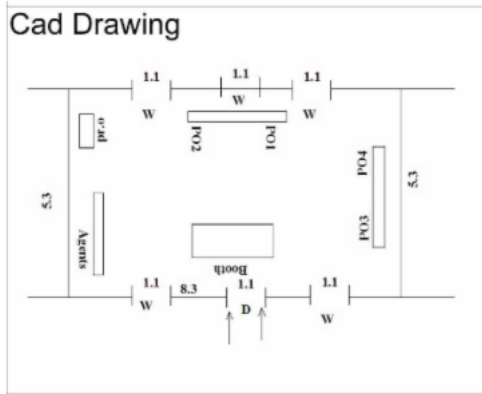 Cad Drawing
1.1
1.1
1.1
W
W
W
pr.o
PO2
PO1
PO4
5.3
5.3
Agents
PO3
Booth
1.1
8.3
1.1
1.1
W
D
W